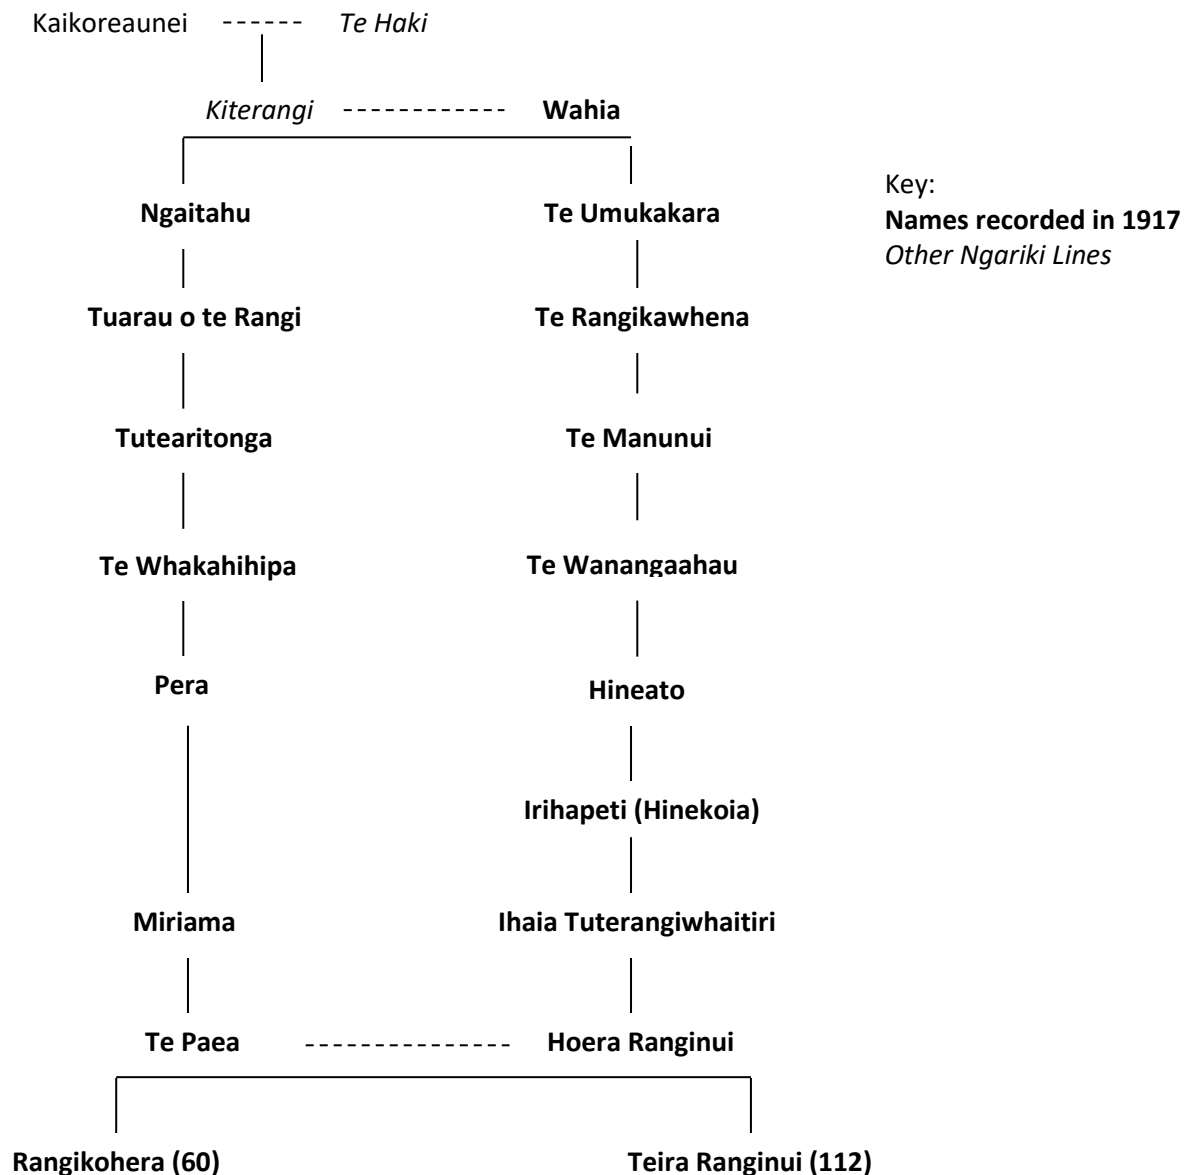 Kaikoreaunei Te Haki
Kiterangi Wahia
Key:
Names recorded in 1917
Other Ngariki Lines
Ngaitahu Te Umukakara
Tuarau o te Rangi Te Rangikawhena
Tutearitonga Te Manunui
Te Whakahihipa Te Wanangaahau
Pera Hineato
Irihapeti (Hinekoia)
Miriama Ihaia Tuterangiwhaitiri
Te Paea Hoera Ranginui
Rangikohera (60) Teira Ranginui (112)